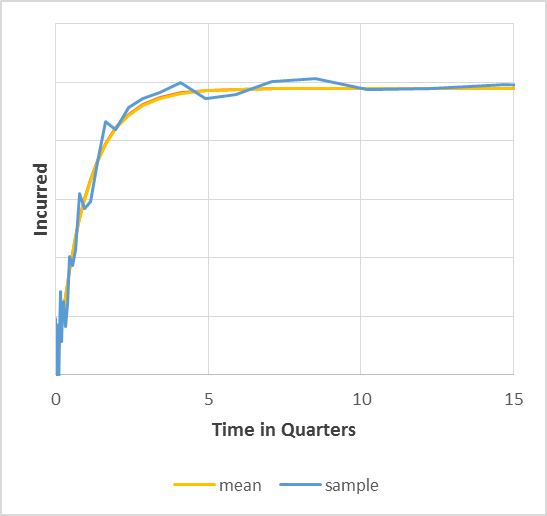 Incurred
0 5 10 15
Time in Quarters
mean sample